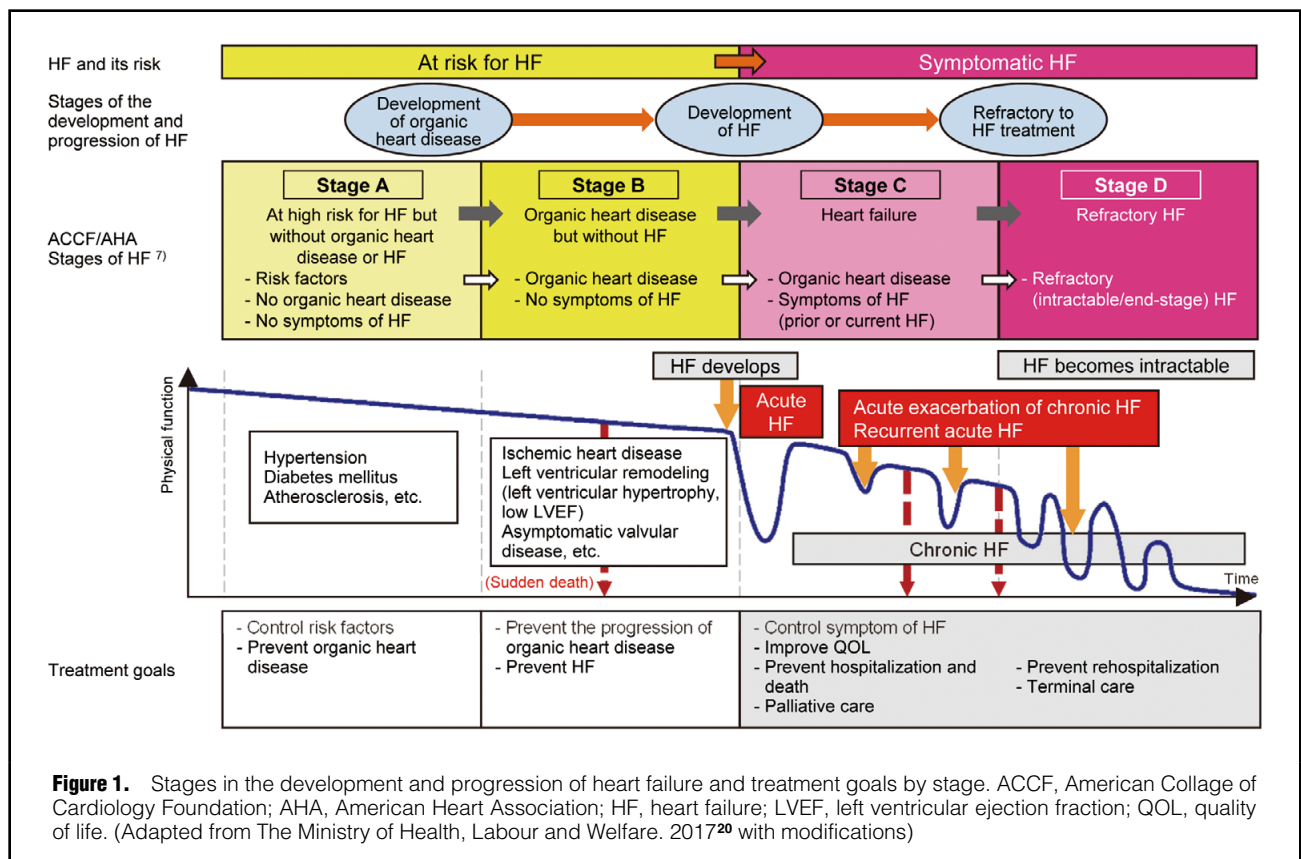 HF and its risk
At risk for HF
Symptomatic HF
Stages of the
development and
progression of HF
Development
of organic
heart disease
Development
of HF
Refractory to
HF treatment
ACCF/AHA
Stages of HF 7)
Stage A
At high risk for HF but
without organic heart
disease or HF
- Risk factors
- No organic heart disease
- No symptoms of HF
Stage B
Organic heart disease
but without HF
- Organic heart disease
- No symptoms of HF
Stage C
Heart failure
- Organic heart disease
- Symptoms of HF
(prior or current HF)
Stage D
Refractory HF
- Refractory
(intractable/end-stage) HF
Physical function
HF develops
HF becomes intractable
Acute
HF
Acute exacerbation of chronic HF
Recurrent acute HF
Hypertension
Diabetes mellitus
Atherosclerosis, etc.
Ischemic heart disease
Left ventricular remodeling
(left ventricular hypertrophy,
low LVEF)
Asymptomatic valvular
disease, etc.
(Sudden death)
Chronic HF
Time
Treatment goals
- Control risk factors
- Prevent organic heart
disease
- Prevent the progression of
organic heart disease
- Prevent HF
- Control symptom of HF
- Improve QOL
- Prevent hospitalization and
death
- Palliative care
- Prevent rehospitalization
- Terminal care
Figure 1. Stages in the development and progression of heart failure and treatment goals by stage. ACCF, American Collage of
Cardiology Foundation; AHA, American Heart Association; HF, heart failure; LVEF, left ventricular ejection fraction; QOL, quality
of life. (Adapted from The Ministry of Health, Labour and Welfare. 201720 with modifications)